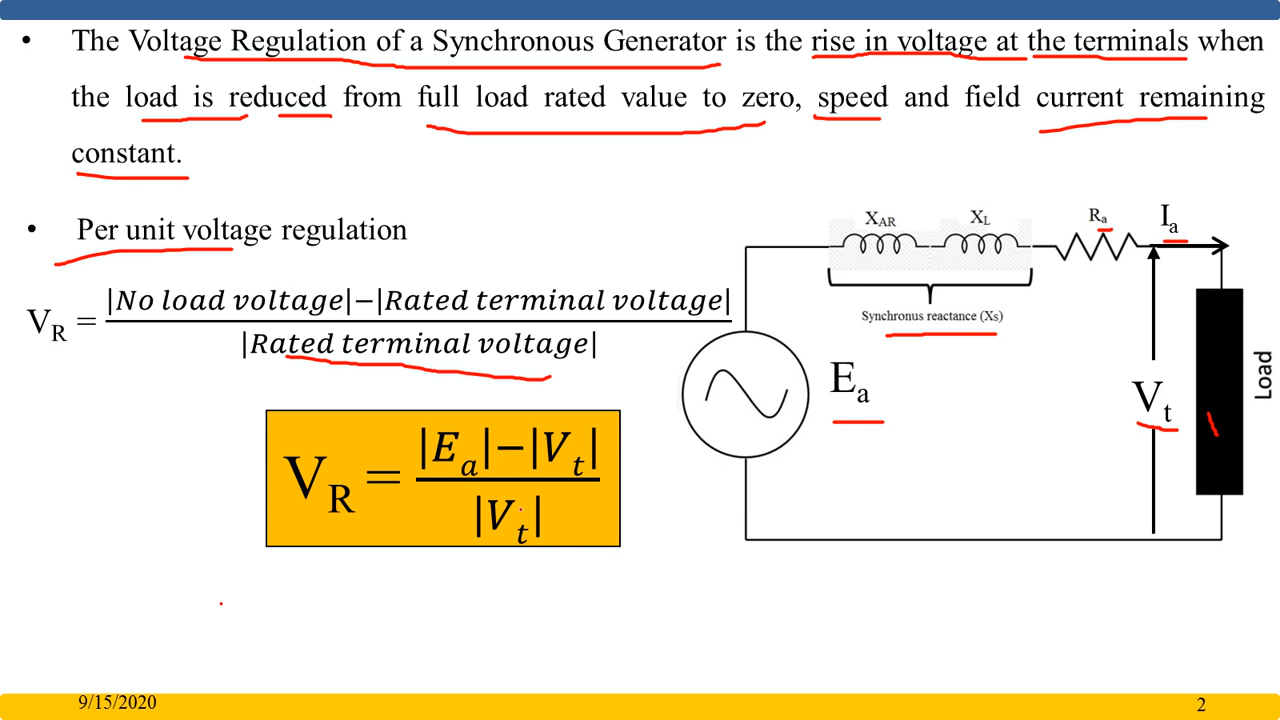 • The Voltage Regulation of a Synchronous Generator is the rise in voltage at the terminals when
the load is reduced from full load rated value to zero, speed and field current remaining
constant.
• Per unit voltage regulation
V_R = (|No load voltage|−|Rated terminal voltage|) / |Rated terminal voltage|
V_R = (|E_a|−|V_t|) / |V_t|
X_AR X_L R_a I_a
Synchronus reactance (Xs)
E_a
V_t
Load
9/15/2020
2